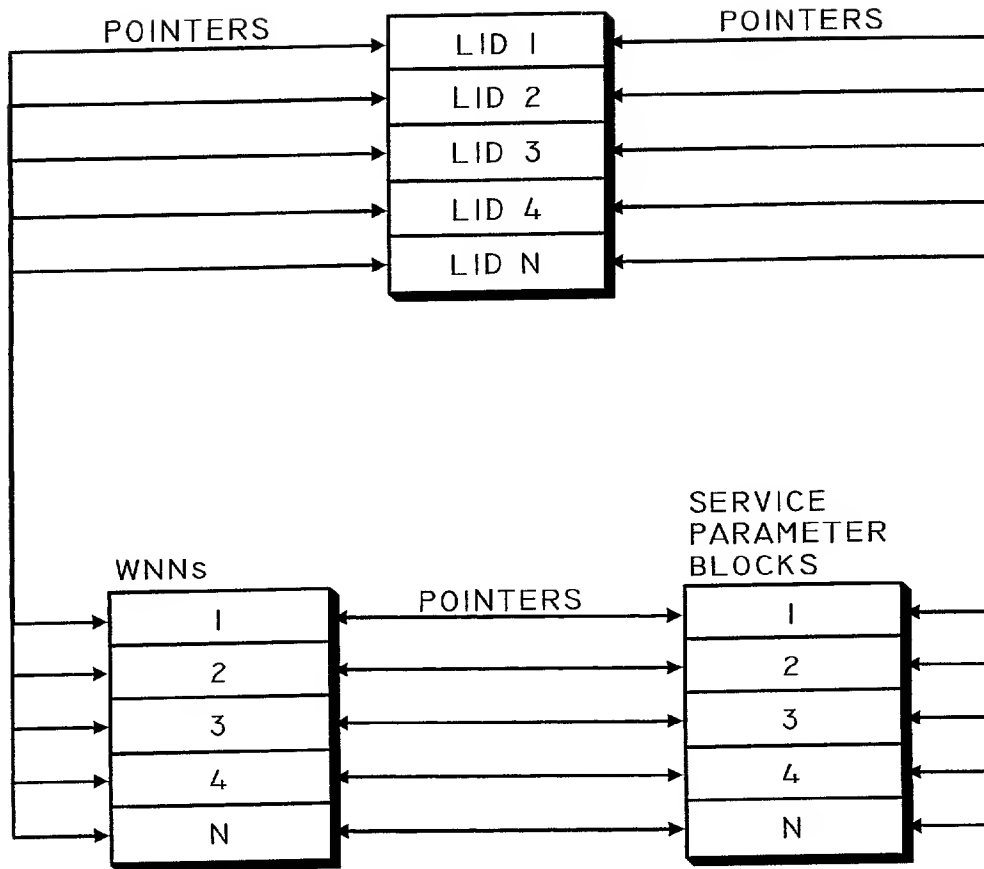 POINTERS
POINTERS
LID 1
LID 2
LID 3
LID 4
LID N
SERVICE
PARAMETER
BLOCKS
WNNs
POINTERS
1
2
3
4
N
1
2
3
4
N